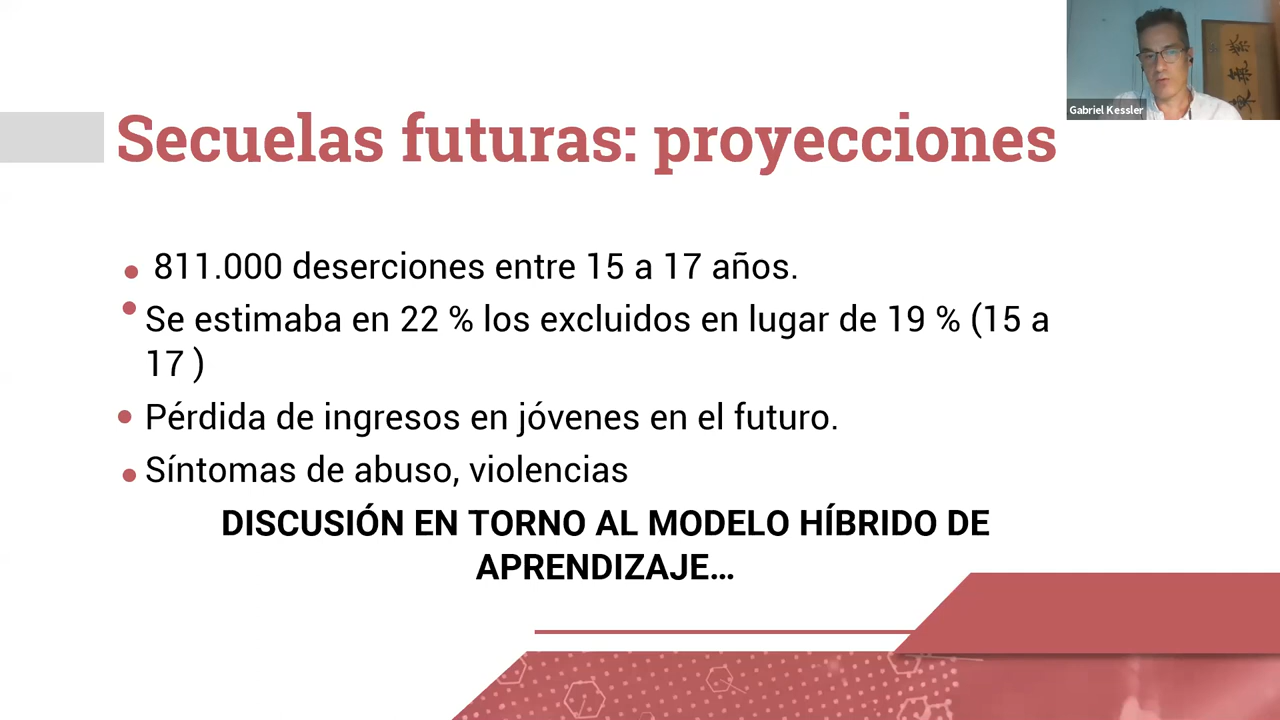 Gabriel Kessler
Secuelas futuras: proyecciones
811.000 deserciones entre 15 a 17 años.
Se estimaba en 22 % los excluidos en lugar de 19 % (15 a
17 )
Pérdida de ingresos en jóvenes en el futuro.
Síntomas de abuso, violencias
DISCUSIÓN EN TORNO AL MODELO HÍBRIDO DE
APRENDIZAJE…